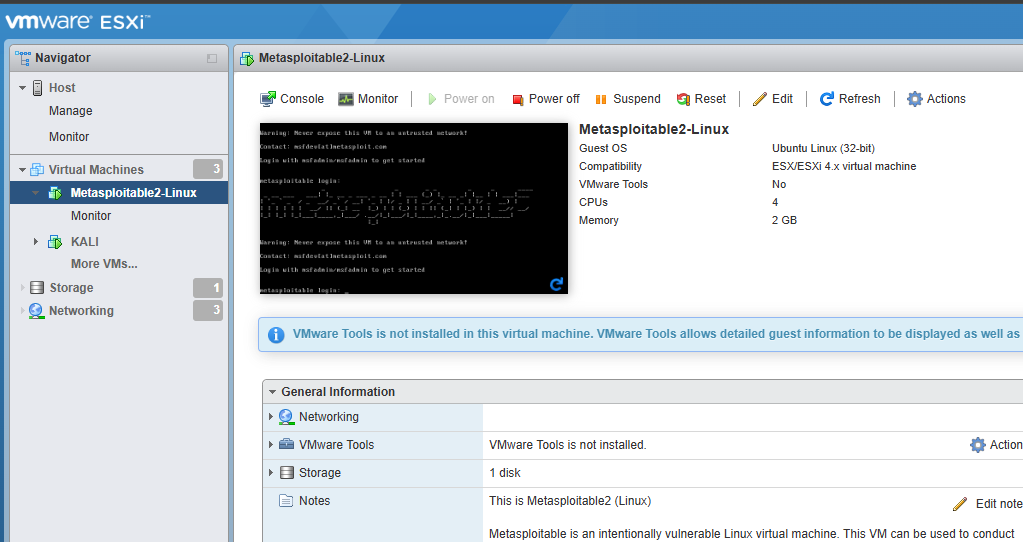 vmware ESXi™
Navigator
Host
Manage
Monitor
Virtual Machines 3
Metasploitable2-Linux
Monitor
KALI
More VMs...
Storage 1
Networking 3
Metasploitable2-Linux
Console Monitor Power on Power off Suspend Reset Edit Refresh Actions
Warning: Never expose this VM to an untrusted network!
Contact: msfdev[at]metasploit.com
Login with msfadmin/msfadmin to get started
metasploitable login:
Warning: Never expose this VM to an untrusted network!
Contact: msfdev[at]metasploit.com
Login with msfadmin/msfadmin to get started
metasploitable login: _
Metasploitable2-Linux
Guest OS Ubuntu Linux (32-bit)
Compatibility ESX/ESXi 4.x virtual machine
VMware Tools No
CPUs 4
Memory 2 GB
VMware Tools is not installed in this virtual machine. VMware Tools allows detailed guest information to be displayed as well as
General Information
Networking
VMware Tools VMware Tools is not installed. Action
Storage 1 disk
Notes This is Metasploitable2 (Linux) Edit note
Metasploitable is an intentionally vulnerable Linux virtual machine. This VM can be used to conduct